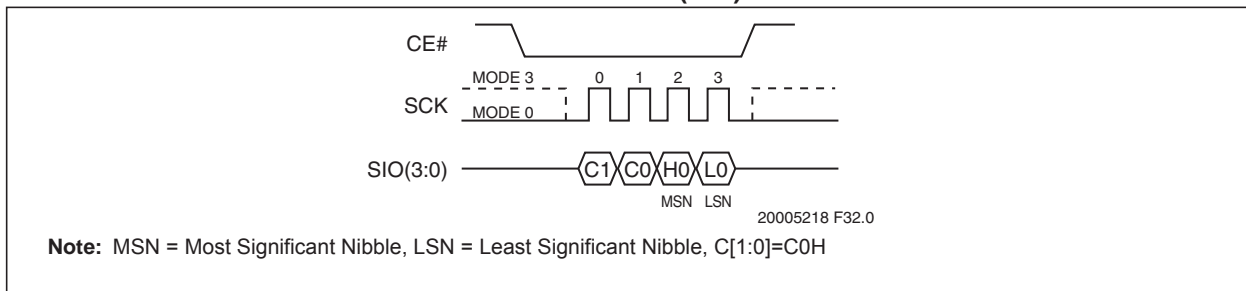 CE#
MODE 3 0 1 2 3
SCK
MODE 0
SIO(3:0) C1 C0 H0 L0
MSN LSN
20005218 F32.0
Note: MSN = Most Significant Nibble, LSN = Least Significant Nibble, C[1:0]=C0H